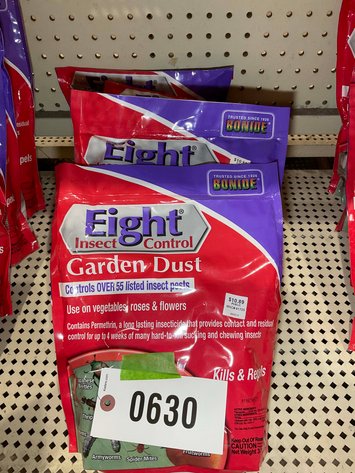 Eight
TRUSTED SINCE 1926
BONIDE
TRUSTED SINCE 1926
BONIDE
Eight®
Insect Control
Garden Dust
Controls OVER 55 listed insect pests
Use on vegetables, roses & flowers
$10.89
Contains Permethrin, a long lasting insecticide that provides contact and residual
control for up to 4 weeks of many hard-to-kill sucking and chewing insects
Kills & Repels
0630
Armyworms
Spider Mites
Fruitworms
Keep Out Of
CAUTION
Net Weight